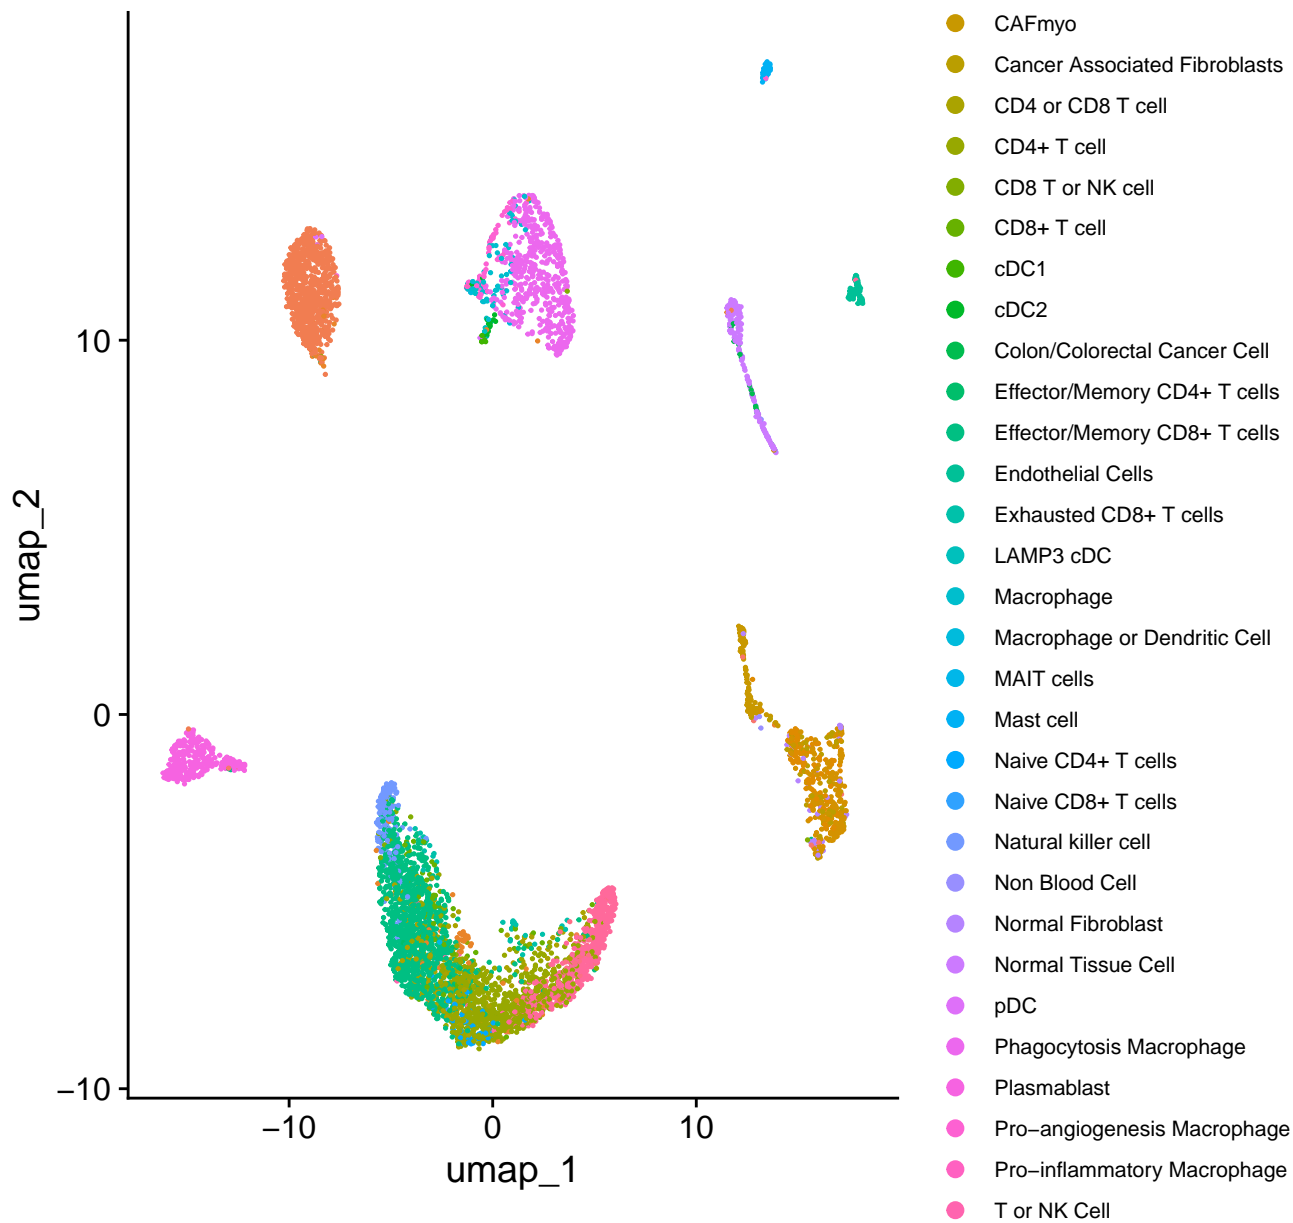 CAFmyo
Cancer Associated Fibroblasts
CD4 or CD8 T cell
CD4+ T cell
CD8 T or NK cell
CD8+ T cell
cDC1
cDC2
Colon/Colorectal Cancer Cell
Effector/Memory CD4+ T cells
Effector/Memory CD8+ T cells
Endothelial Cells
Exhausted CD8+ T cells
LAMP3 cDC
Macrophage
Macrophage or Dendritic Cell
MAIT cells
Mast cell
Naive CD4+ T cells
Naive CD8+ T cells
Natural killer cell
Non Blood Cell
Normal Fibroblast
Normal Tissue Cell
pDC
Phagocytosis Macrophage
Plasmablast
Pro−angiogenesis Macrophage
Pro−inflammatory Macrophage
T or NK Cell
10
0
−10
umap_2
−10 0 10
umap_1